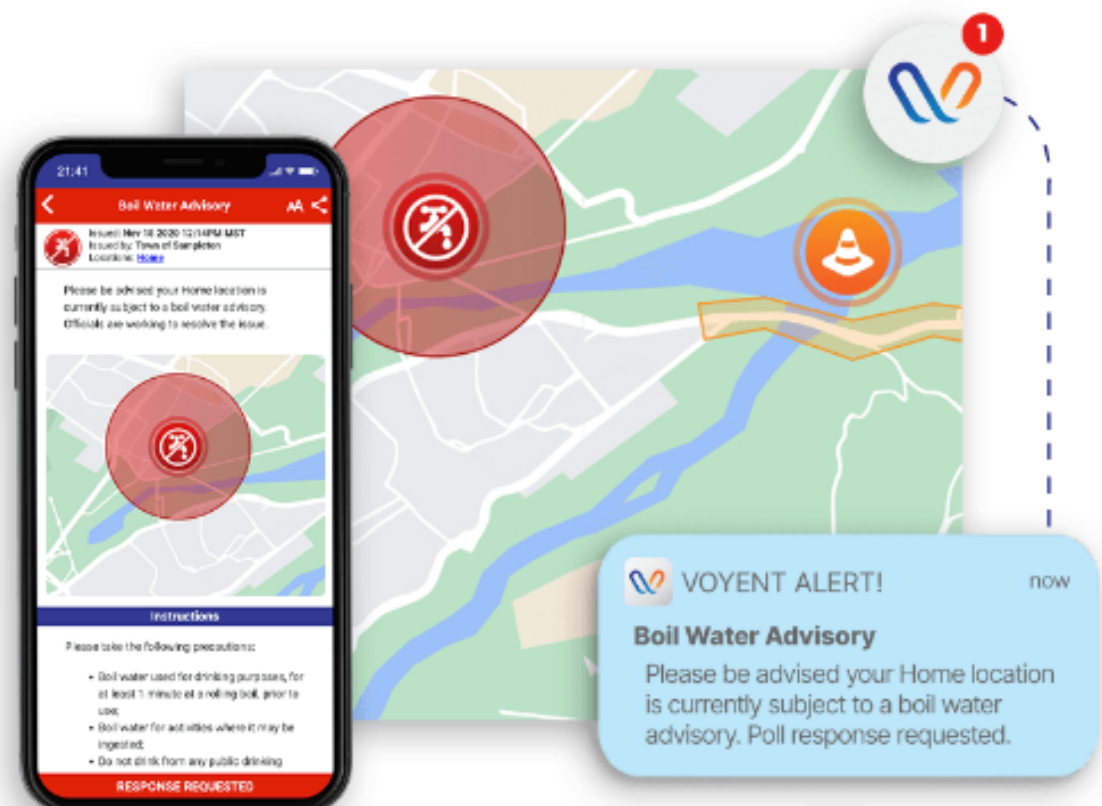 21:41
Boil Water Advisory
AA
Issued: Nov 18 2020 12:14PM MST
Issued by: Town of Sampleton
Locations: Home
Please be advised your Home location is
currently subject to a boil water advisory.
Officials are working to resolve the issue.
Instructions
Please take the following precautions:
• Boil water used for drinking purposes, for
at least 1 minute at a rolling boil, prior to
use;
• Boil water for activities where it may be
ingested;
• Do not drink from any public drinking
RESPONSE REQUESTED
1
VOYENT ALERT!
now
Boil Water Advisory
Please be advised your Home location
is currently subject to a boil water
advisory. Poll response requested.